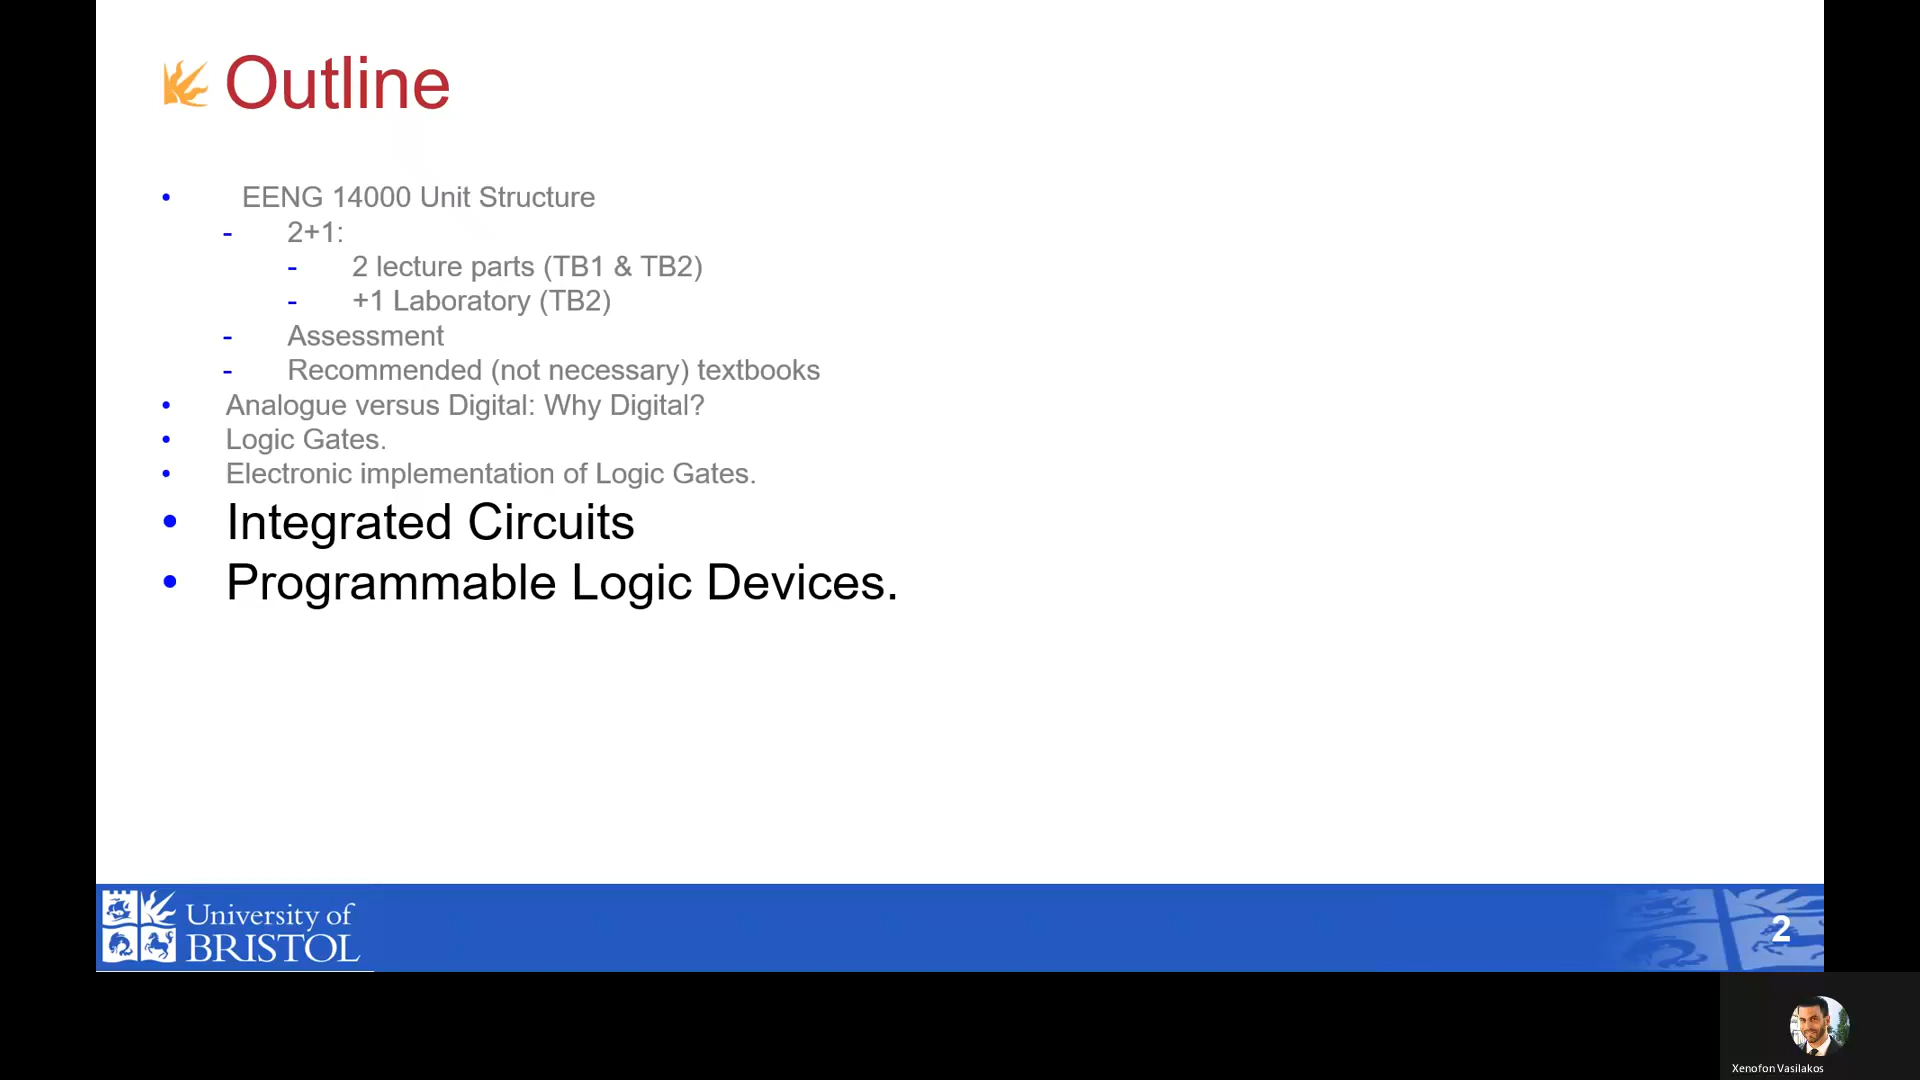 Outline
• EENG 14000 Unit Structure
- 2+1:
- 2 lecture parts (TB1 & TB2)
- +1 Laboratory (TB2)
- Assessment
- Recommended (not necessary) textbooks
• Analogue versus Digital: Why Digital?
• Logic Gates.
• Electronic implementation of Logic Gates.
• Integrated Circuits
• Programmable Logic Devices.
University of
BRISTOL
2
Xenofon Vasilakos